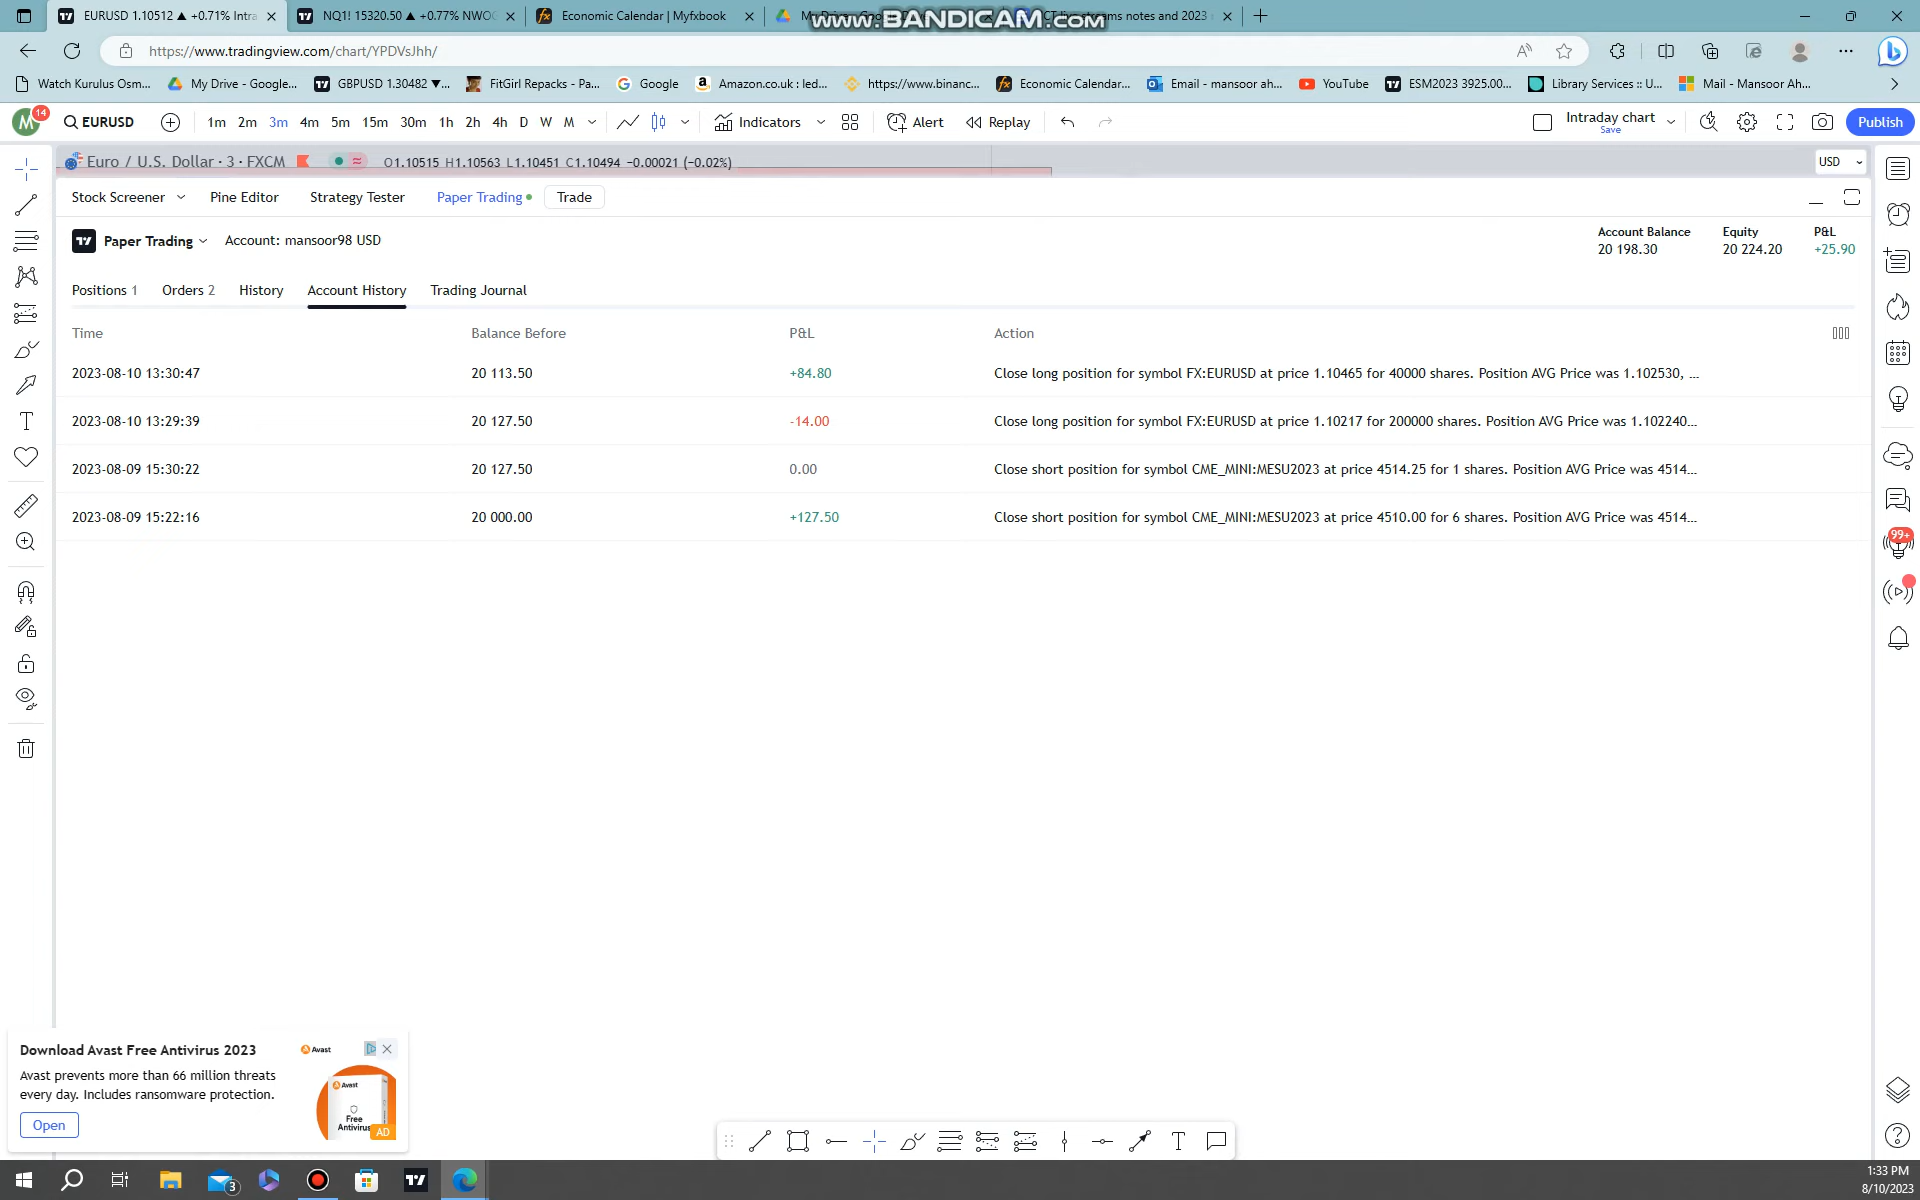 EURUSD 1.10512 ▲ +0.71% Intra
NQ1! 15320.50 ▲ +0.77% NWOG
Economic Calendar | Myfxbook
www.BANDICAM.com
streams notes and 2023
https://www.tradingview.com/chart/YPDVsJhh/
Watch Kurulus Osm...
My Drive - Google...
GBPUSD 1.30482 ▼...
FitGirl Repacks - Pa...
Google
Amazon.co.uk : led...
https://www.binanc...
Economic Calendar...
Email - mansoor ah...
YouTube
ESM2023 3925.00...
Library Services :: U...
Mail - Mansoor Ah...
M
14
EURUSD
1m 2m 3m 4m 5m 15m 30m 1h 2h 4h D W M
Indicators
Alert
Replay
Intraday chart
Save
Publish
Euro / U.S. Dollar · 3 · FXCM
O1.10515 H1.10563 L1.10451 C1.10494 −0.00021 (−0.02%)
USD
Stock Screener
Pine Editor
Strategy Tester
Paper Trading
Trade
Paper Trading
Account: mansoor98 USD
Account Balance
20 198.30
Equity
20 224.20
P&L
+25.90
Positions 1
Orders 2
History
Account History
Trading Journal
Time Balance Before P&L Action
2023-08-10 13:30:47 20 113.50 +84.80 Close long position for symbol FX:EURUSD at price 1.10465 for 40000 shares. Position AVG Price was 1.102530, ...
2023-08-10 13:29:39 20 127.50 -14.00 Close long position for symbol FX:EURUSD at price 1.10217 for 200000 shares. Position AVG Price was 1.102240...
2023-08-09 15:30:22 20 127.50 0.00 Close short position for symbol CME_MINI:MESU2023 at price 4514.25 for 1 shares. Position AVG Price was 4514...
2023-08-09 15:22:16 20 000.00 +127.50 Close short position for symbol CME_MINI:MESU2023 at price 4510.00 for 6 shares. Position AVG Price was 4514...
99+
Download Avast Free Antivirus 2023
Avast
Avast prevents more than 66 million threats
every day. Includes ransomware protection.
Open
Avast
Free
Antivirus
AD
3
1:33 PM
8/10/2023